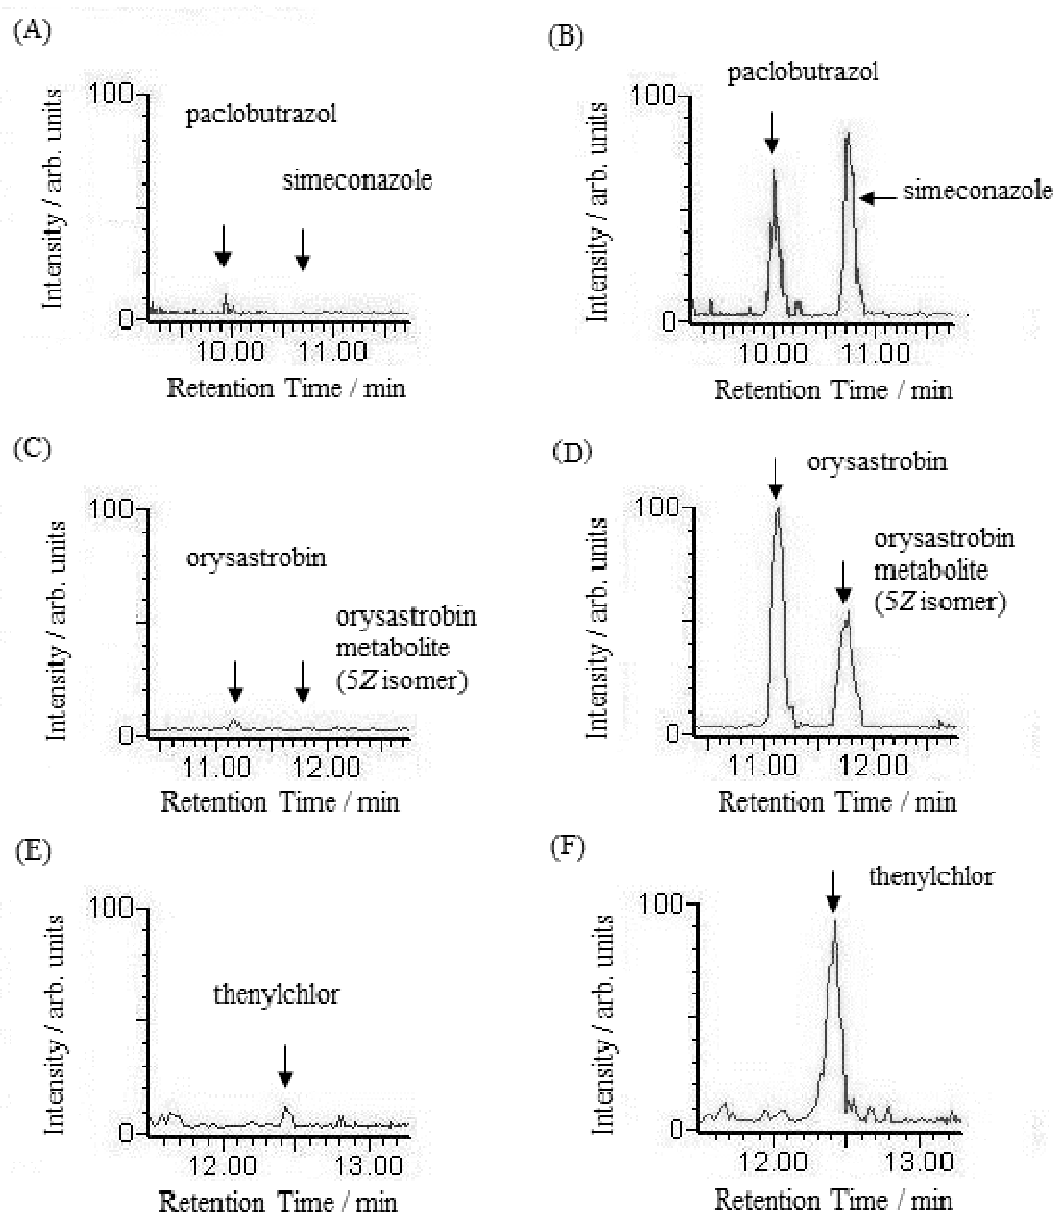 (A)
100
paclobutrazol
simeconazole
Intensity / arb. units
0
10.00 11.00
Retention Time / min
(B)
paclobutrazol
100
simeconazole
Intensity / arb. units
0
10.00 11.00
Retention Time / min
(C)
100
orysastrobin
orysastrobin
metabolite
(5Z isomer)
Intensity / arb. units
0
11.00 12.00
Retention Time / min
(D)
orysastrobin
100
orysastrobin
metabolite
(5Z isomer)
Intensity / arb. units
0
11.00 12.00
Retention Time / min
(E)
100
thenylchlor
Intensity / arb. units
0
12.00 13.00
Retention Time / min
(F)
thenylchlor
100
Intensity / arb. units
0
12.00 13.00
Retention Time / min